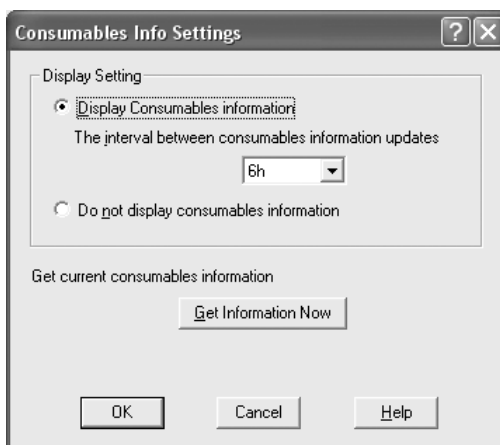 Consumables Info Settings
Display Setting
Display Consumables information
The interval between consumables information updates
6h
Do not display consumables information
Get current consumables information
Get Information Now
OK
Cancel
Help